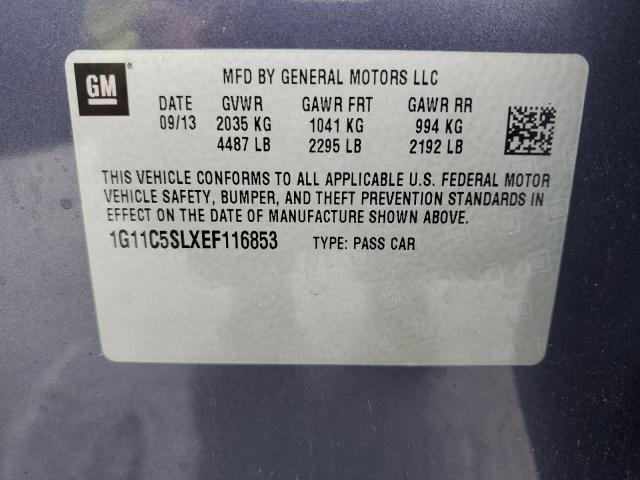 GM ®
MFD BY GENERAL MOTORS LLC
DATE GVWR GAWR FRT GAWR RR
09/13 2035 KG 1041 KG 994 KG
4487 LB 2295 LB 2192 LB
THIS VEHICLE CONFORMS TO ALL APPLICABLE U.S. FEDERAL MOTOR
VEHICLE SAFETY, BUMPER, AND THEFT PREVENTION STANDARDS IN
EFFECT ON THE DATE OF MANUFACTURE SHOWN ABOVE.
1G11C5SLXEF116853 TYPE: PASS CAR